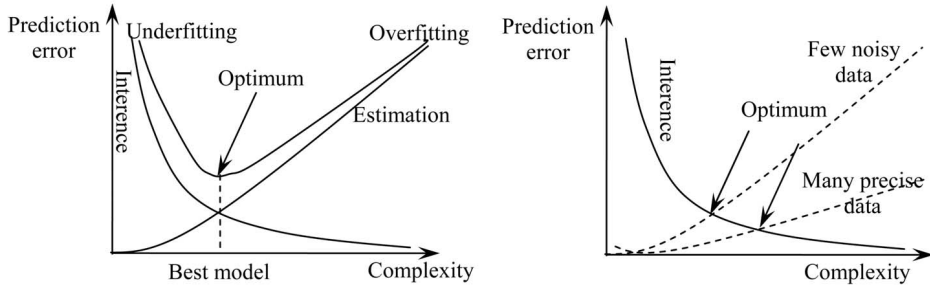 Prediction
error
Underfitting
Overfitting
Optimum
Interence
Estimation
Best model
Complexity
Prediction
error
Interence
Few noisy
data
Optimum
Many precise
data
Complexity